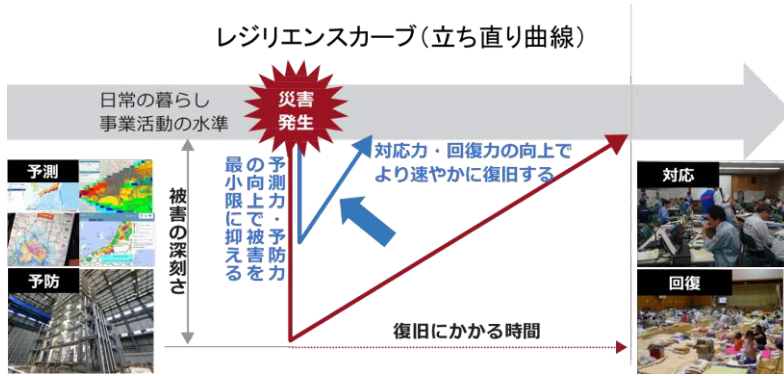 レジリエンスカーブ（立ち直り曲線）
日常の暮らし
事業活動の水準
災害
発生
予測
予防
被害の深刻さ
予測力・予防力
の向上で被害を
最小限に抑える
対応力・回復力の向上で
より速やかに復旧する
復旧にかかる時間
対応
回復